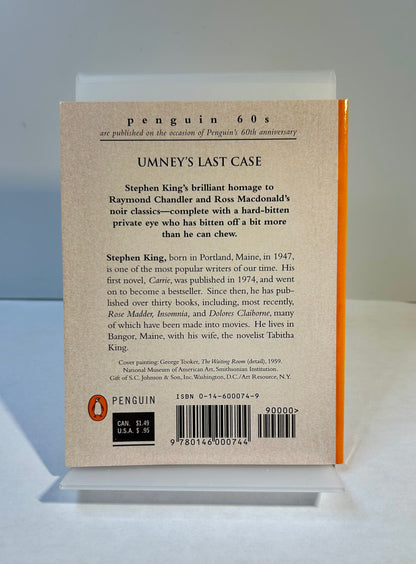 penguin 60s
are published on the occasion of Penguin's 60th anniversary
UMNEY'S LAST CASE
Stephen King's brilliant homage to
Raymond Chandler and Ross Macdonald's
noir classics—complete with a hard-bitten
private eye who has bitten off a bit more
than he can chew.
Stephen King, born in Portland, Maine, in 1947,
is one of the most popular writers of our time. His
first novel, Carrie, was published in 1974, and went
on to become a bestseller. Since then, he has pub-
lished over thirty books, including, most recently,
Rose Madder, Insomnia, and Dolores Claiborne, many
of which have been made into movies. He lives in
Bangor, Maine, with his wife, the novelist Tabitha
King.
Cover painting: George Tooker, The Waiting Room (detail), 1959.
National Museum of American Art, Smithsonian Institution.
Gift of S.C. Johnson & Son, Inc. Washington, D.C./Art Resource, N.Y.
PENGUIN
CAN. $1.49
U.S.A. $ .95
ISBN 0-14-600074-9
90000>
9 780146 000744